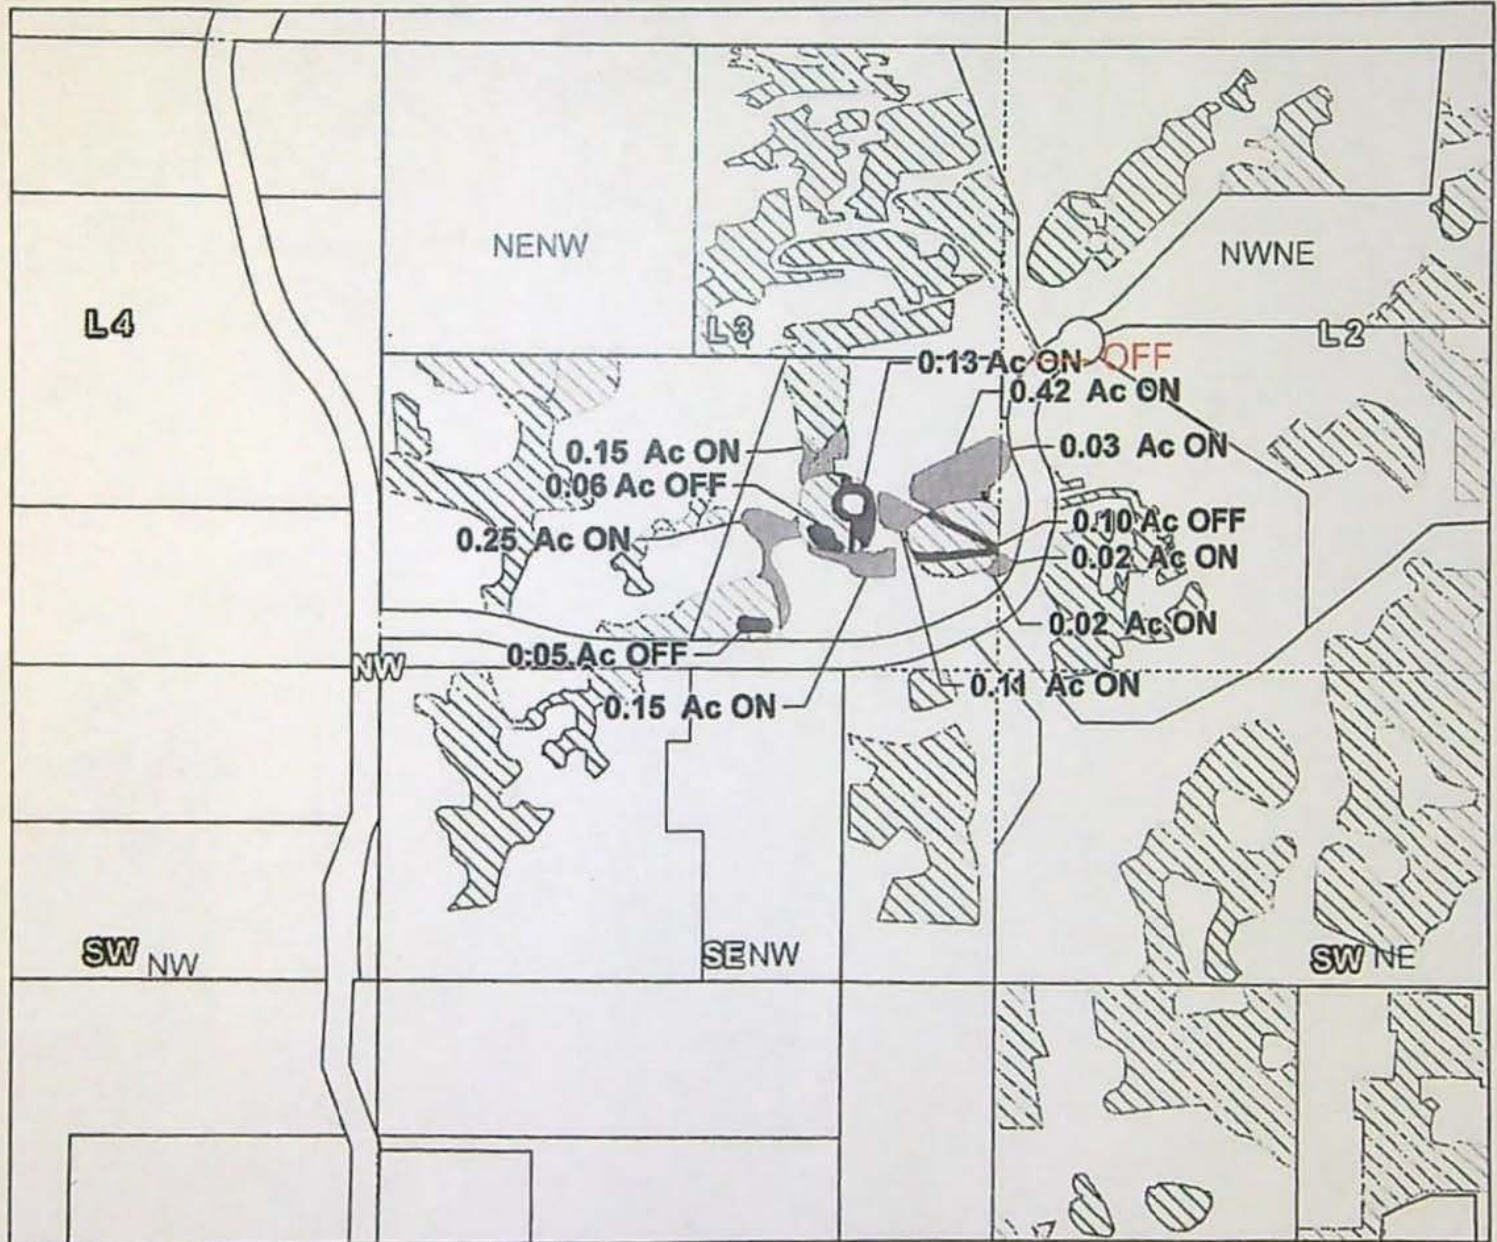 NENW
NWNE
L4
L3
L2
0.13 Ac ON OFF
0.42 Ac ON
0.15 Ac ON
0.03 Ac ON
0.06 Ac OFF
0.25 Ac ON
0.10 Ac OFF
0.02 Ac ON
0.02 Ac ON
0.05 Ac OFF
NW
0.11 Ac ON
0.15 Ac ON
SW NW
SE NW
SW NE